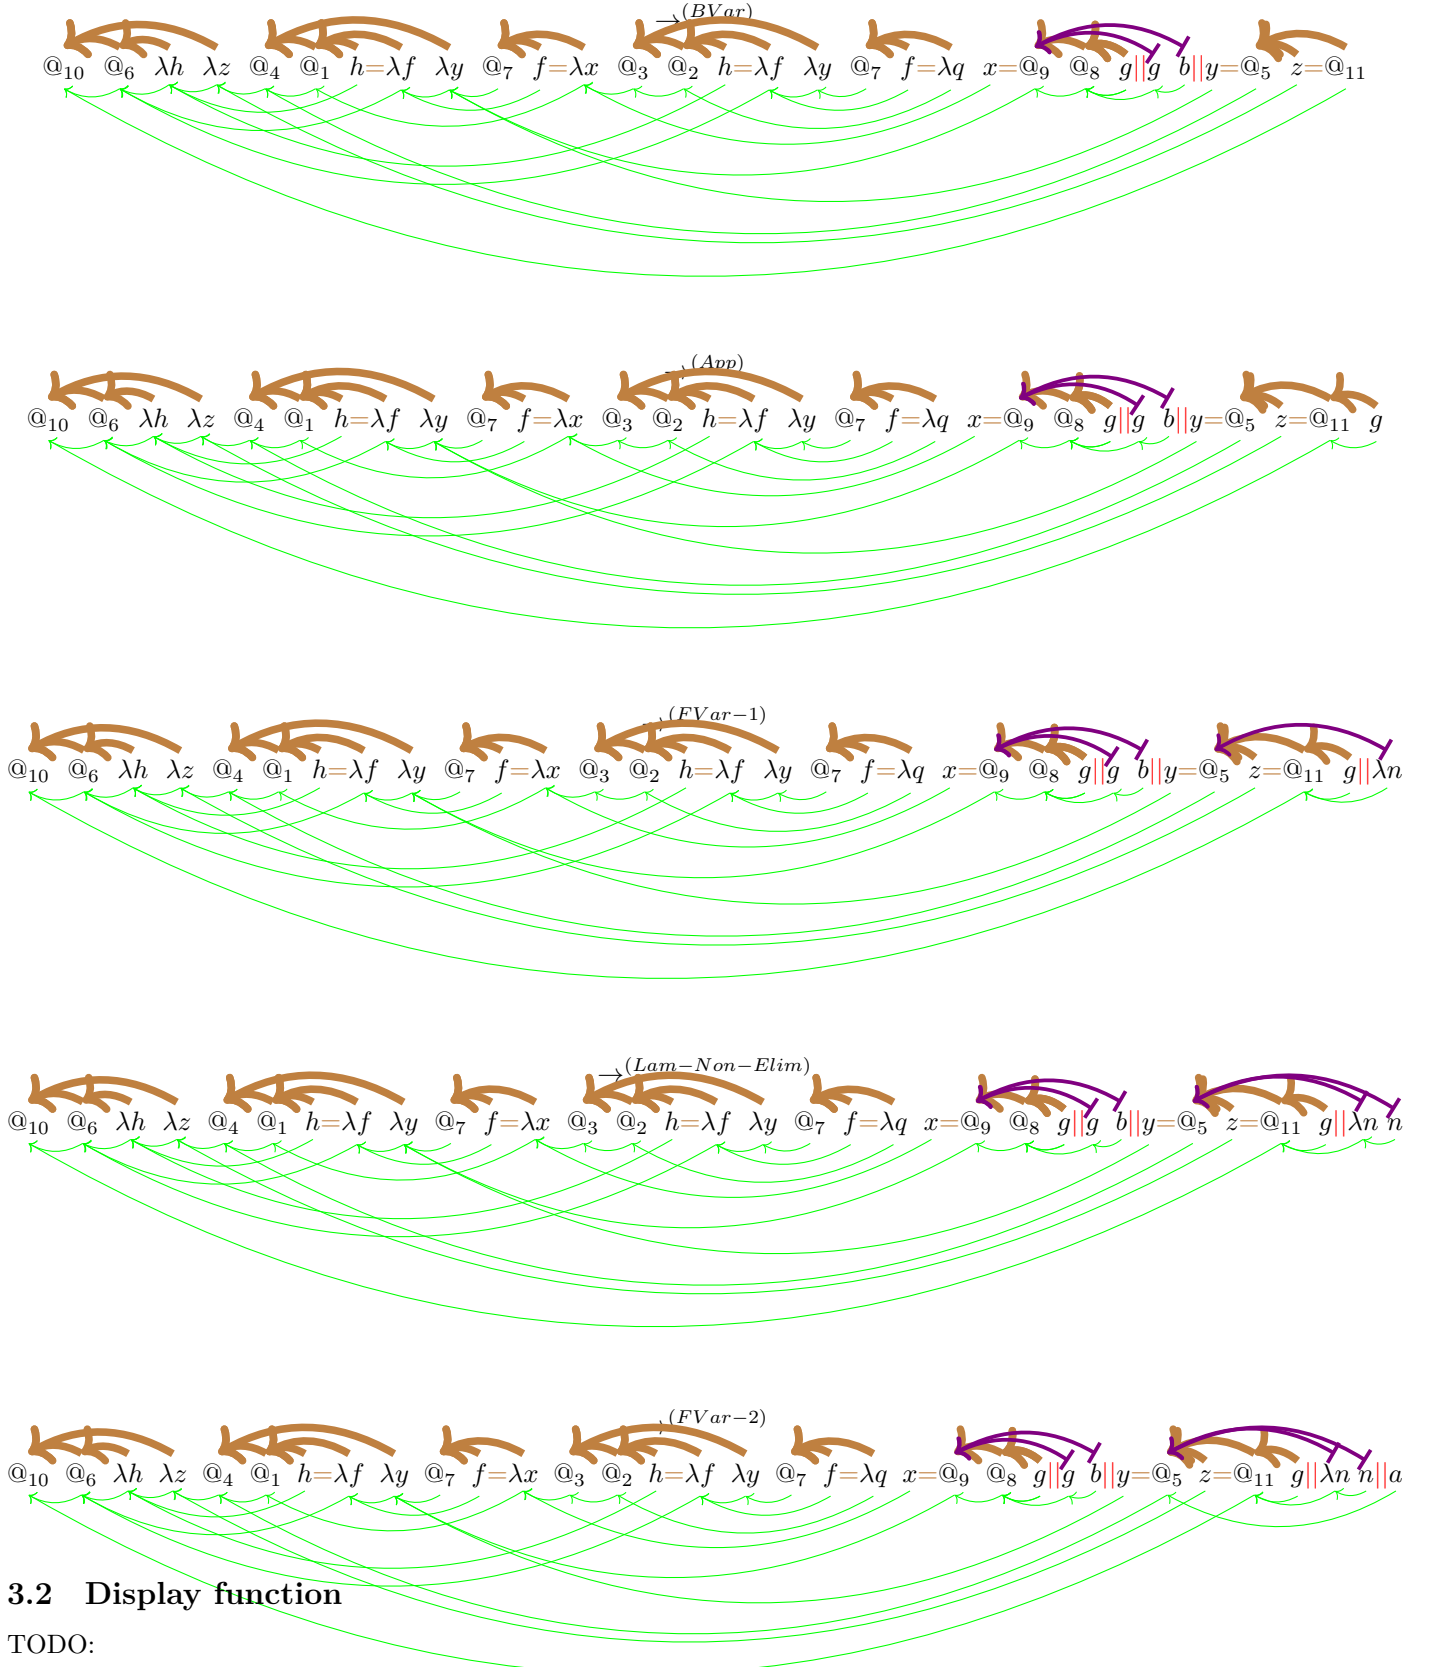 →(BVar)
@10 @6 λh λz @4 @1 h=λf λy @7 f=λx @3 @2 h=λf λy @7 f=λq x=@9 @8 g||g b||y=@5 z=@11
→(App)
@10 @6 λh λz @4 @1 h=λf λy @7 f=λx @3 @2 h=λf λy @7 f=λq x=@9 @8 g||g b||y=@5 z=@11 g
→(FVar−1)
@10 @6 λh λz @4 @1 h=λf λy @7 f=λx @3 @2 h=λf λy @7 f=λq x=@9 @8 g||g b||y=@5 z=@11 g||λn
→(Lam−Non−Elim)
@10 @6 λh λz @4 @1 h=λf λy @7 f=λx @3 @2 h=λf λy @7 f=λq x=@9 @8 g||g b||y=@5 z=@11 g||λn n
→(FVar−2)
@10 @6 λh λz @4 @1 h=λf λy @7 f=λx @3 @2 h=λf λy @7 f=λq x=@9 @8 g||g b||y=@5 z=@11 g||λn n||a
3.2 Display function
TODO: